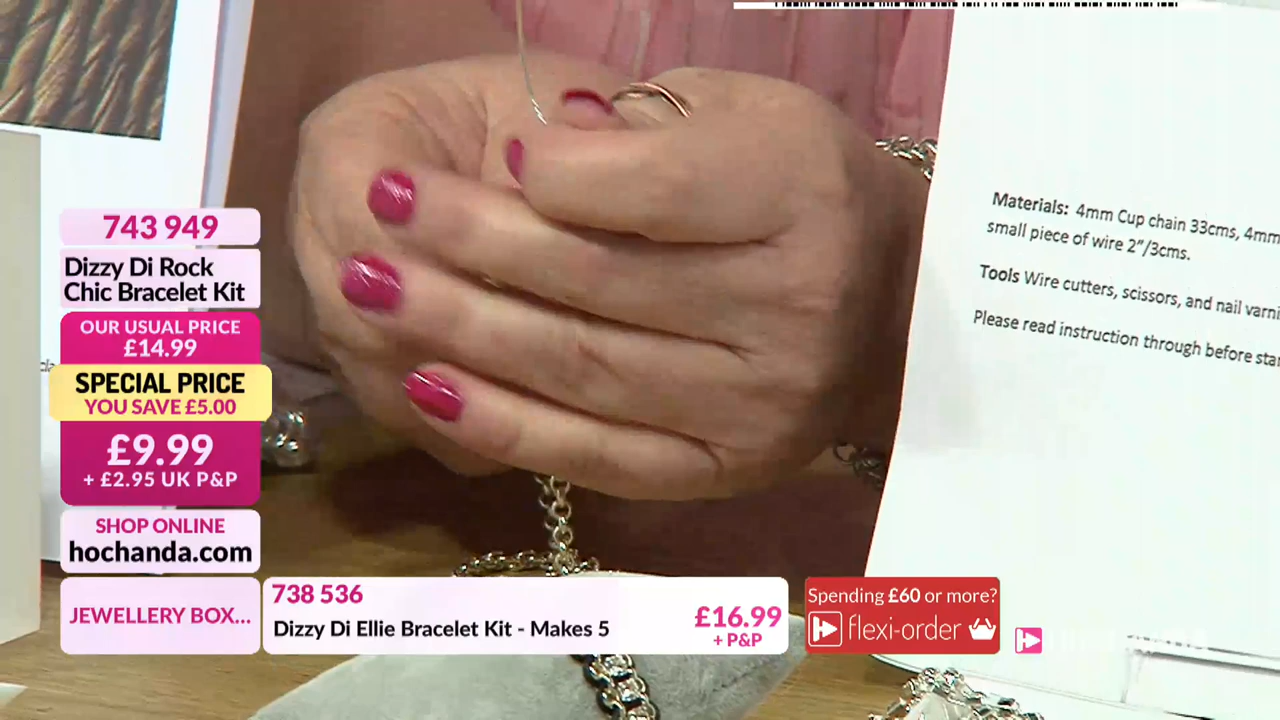 743 949
Dizzy Di Rock
Chic Bracelet Kit
OUR USUAL PRICE
£14.99
SPECIAL PRICE
YOU SAVE £5.00
£9.99
+ £2.95 UK P&P
SHOP ONLINE
hochanda.com
JEWELLERY BOX...
738 536
Dizzy Di Ellie Bracelet Kit - Makes 5
£16.99
+ P&P
Spending £60 or more?
flexi-order
Materials: 4mm Cup chain 33cms, 4mm
small piece of wire 2"/3cms.
Tools Wire cutters, scissors, and nail varni
Please read instruction through before star